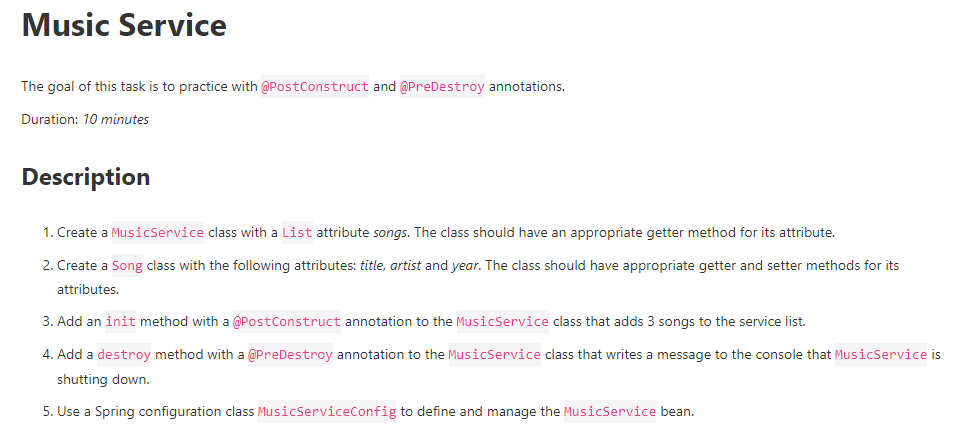 Music Service
The goal of this task is to practice with @PostConstruct and @PreDestroy annotations.
Duration: 10 minutes
Description
1. Create a MusicService class with a List attribute songs. The class should have an appropriate getter method for its attribute.
2. Create a Song class with the following attributes: title, artist and year. The class should have appropriate getter and setter methods for its
attributes.
3. Add an init method with a @PostConstruct annotation to the MusicService class that adds 3 songs to the service list.
4. Add a destroy method with a @PreDestroy annotation to the MusicService class that writes a message to the console that MusicService is
shutting down.
5. Use a Spring configuration class MusicServiceConfig to define and manage the MusicService bean.